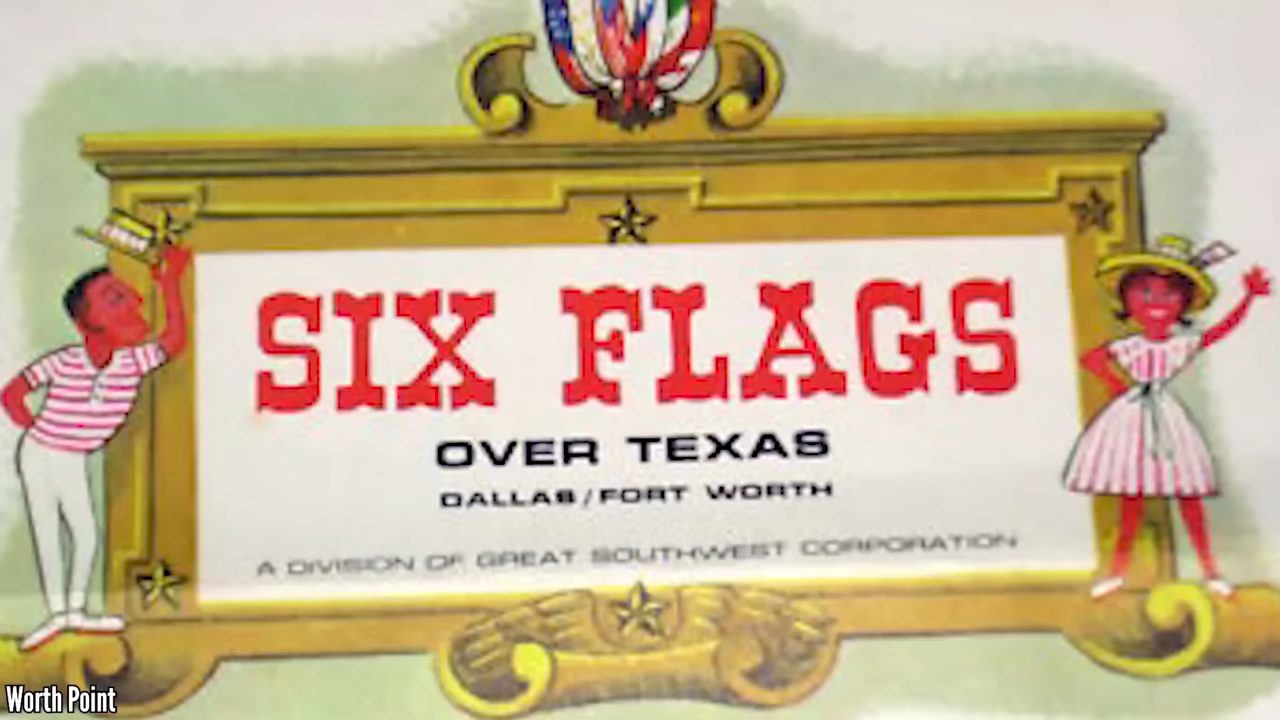 SIX FLAGS
OVER TEXAS
DALLAS/FORT WORTH
A DIVISION OF GREAT SOUTHWEST CORPORATION
Worth Point